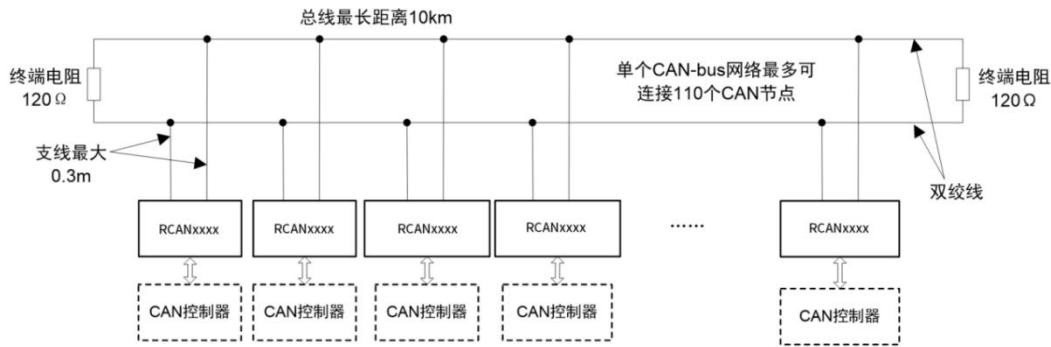 总线最长距离10km
终端电阻
120Ω
单个CAN-bus网络最多可
连接110个CAN节点
终端电阻
120Ω
支线最大
0.3m
双绞线
RCANxxxx
RCANxxxx
RCANxxxx
RCANxxxx
……
RCANxxxx
CAN控制器
CAN控制器
CAN控制器
CAN控制器
CAN控制器